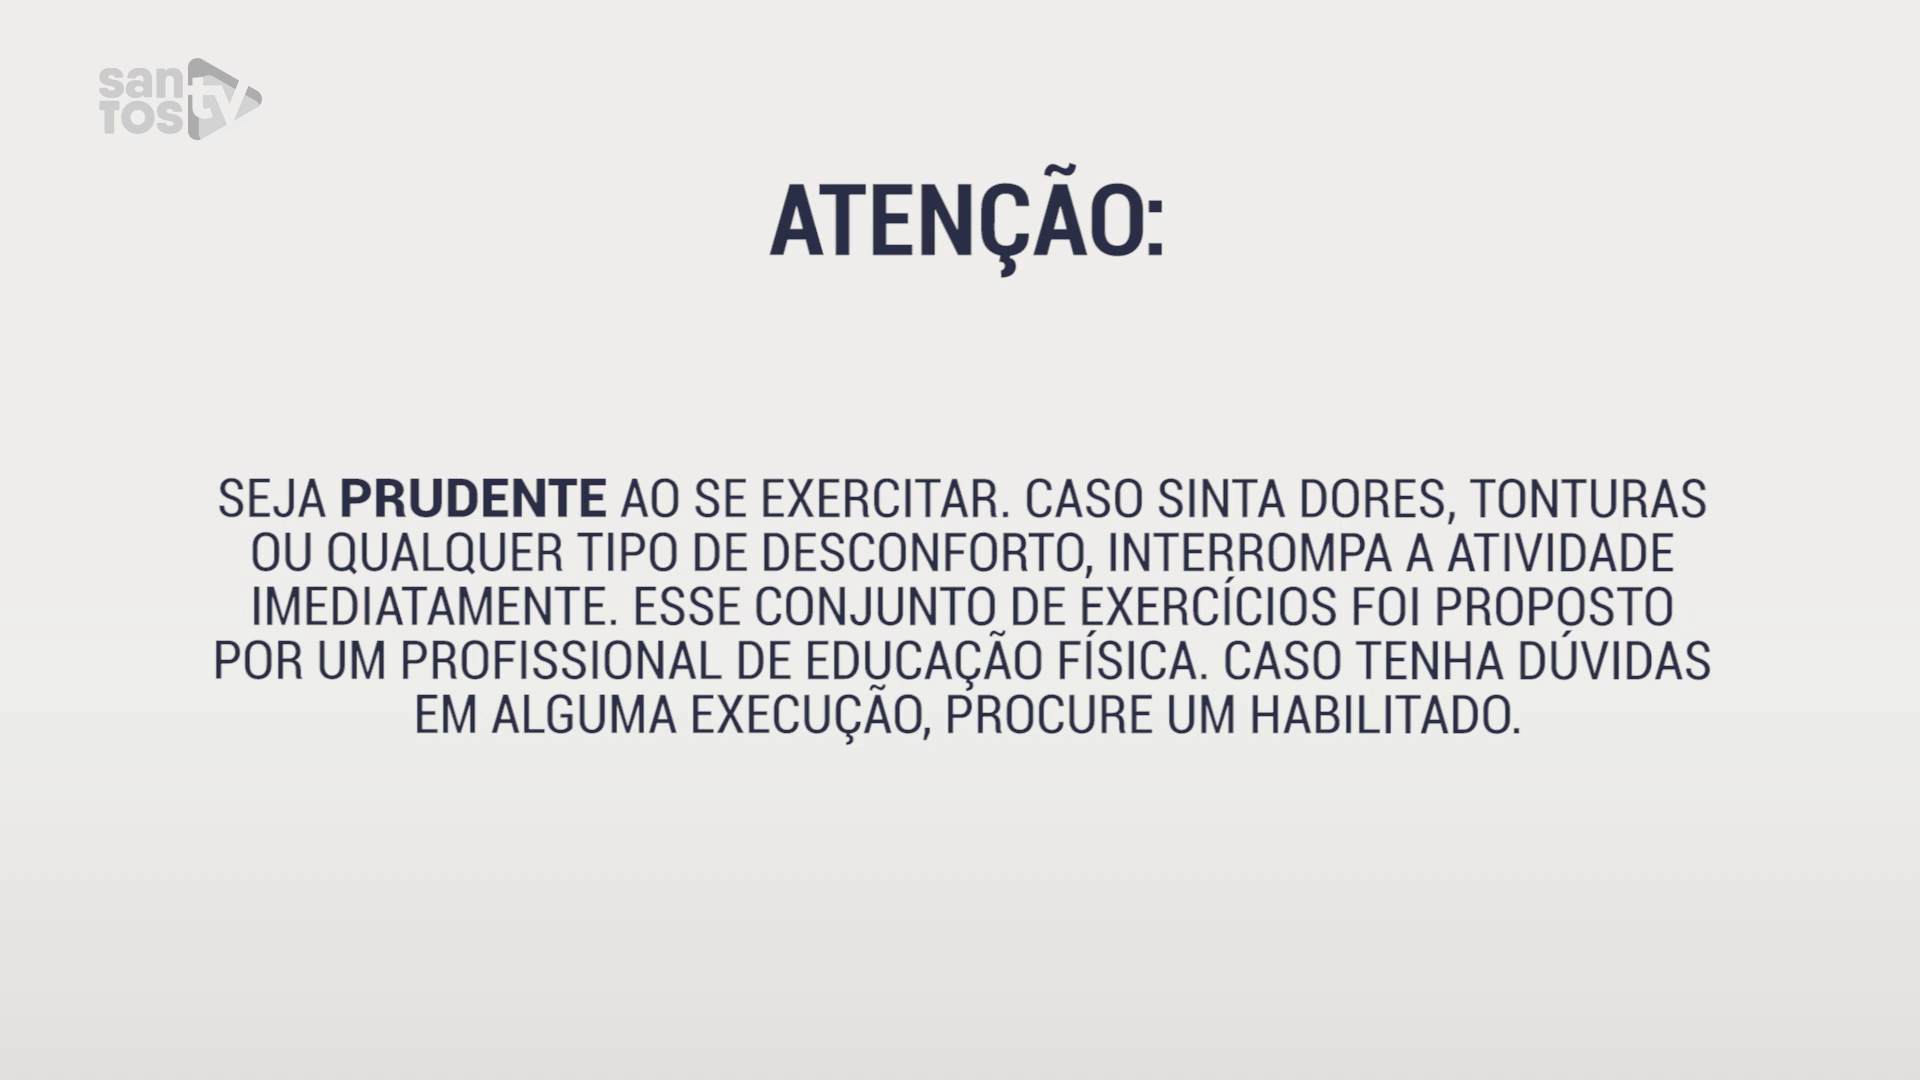 san
Tos tv
ATENÇÃO:
SEJA PRUDENTE AO SE EXERCITAR. CASO SINTA DORES, TONTURAS
OU QUALQUER TIPO DE DESCONFORTO, INTERROMPA A ATIVIDADE
IMEDIATAMENTE. ESSE CONJUNTO DE EXERCÍCIOS FOI PROPOSTO
POR UM PROFISSIONAL DE EDUCAÇÃO FÍSICA. CASO TENHA DÚVIDAS
EM ALGUMA EXECUÇÃO, PROCURE UM HABILITADO.